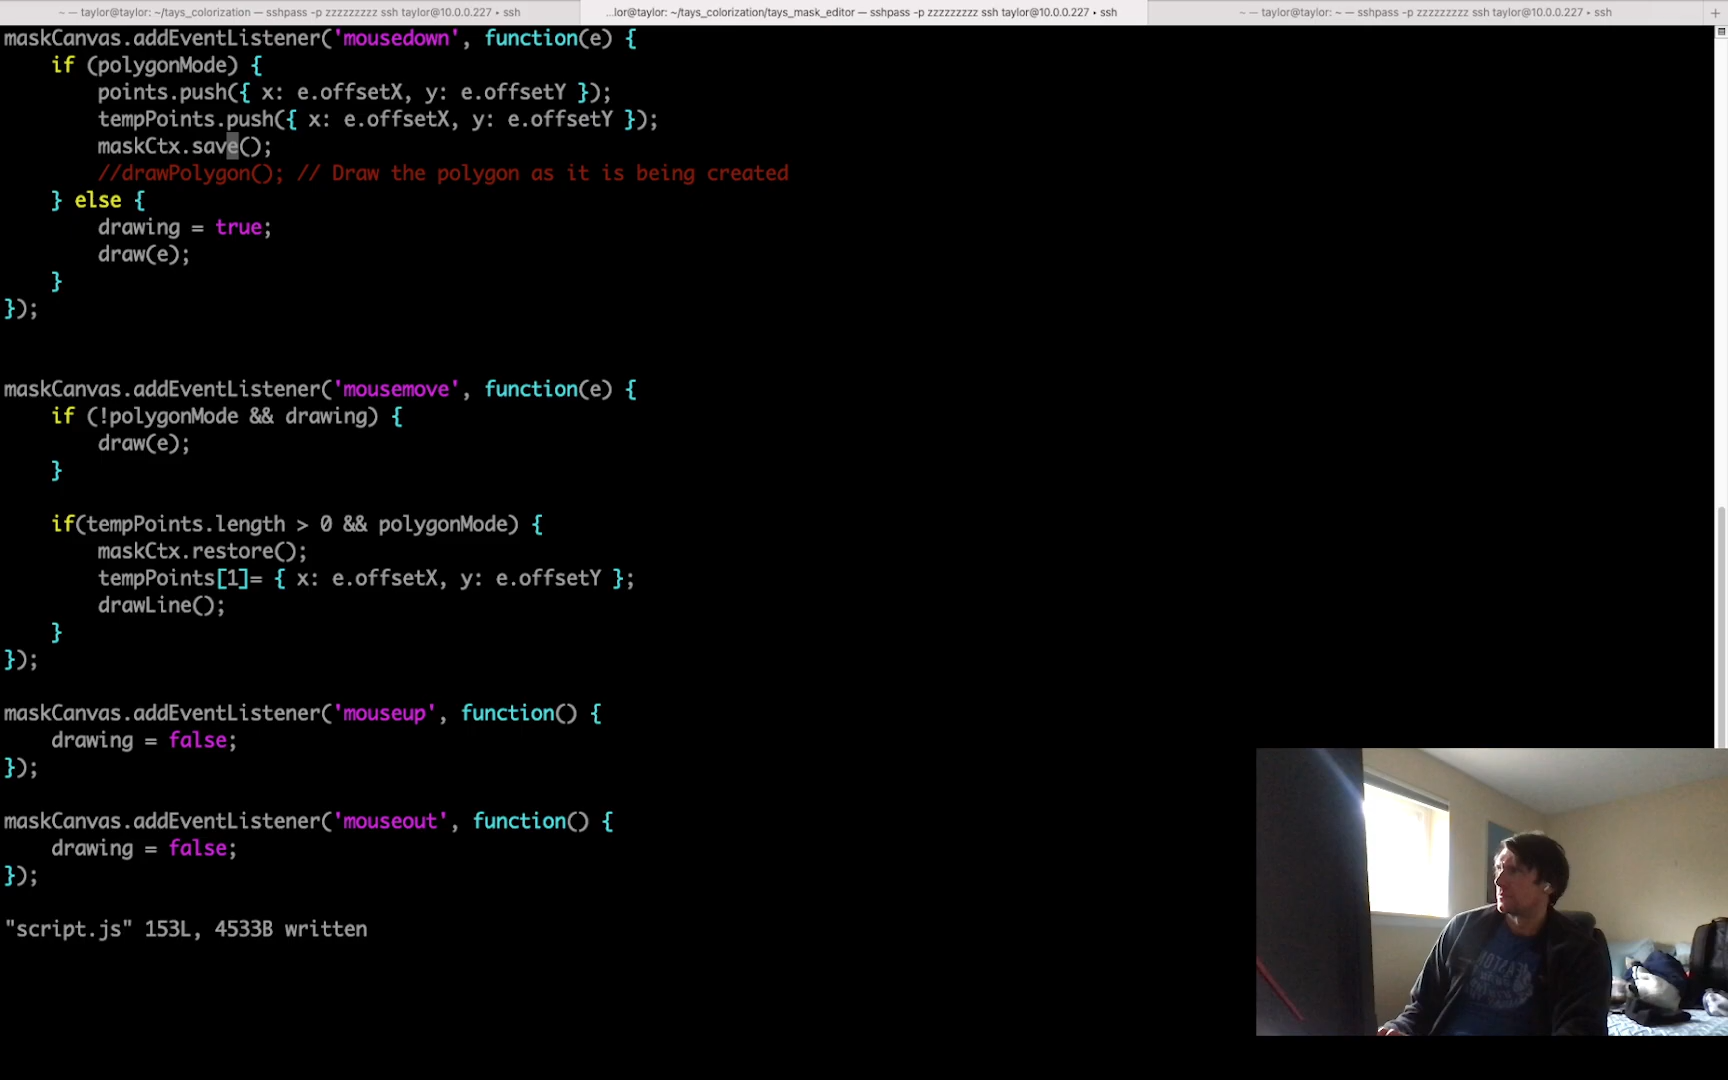 ~ — taylor@taylor: ~/tays_colorization — sshpass -p zzzzzzzzz ssh taylor@10.0.0.227 • ssh
...lor@taylor: ~/tays_colorization/tays_mask_editor — sshpass -p zzzzzzzzz ssh taylor@10.0.0.227 • ssh
~ — taylor@taylor: ~ — sshpass -p zzzzzzzzz ssh taylor@10.0.0.227 • ssh
maskCanvas.addEventListener('mousedown', function(e) {
    if (polygonMode) {
        points.push({ x: e.offsetX, y: e.offsetY });
        tempPoints.push({ x: e.offsetX, y: e.offsetY });
        maskCtx.save();
        //drawPolygon(); // Draw the polygon as it is being created
    } else {
        drawing = true;
        draw(e);
    }
});
maskCanvas.addEventListener('mousemove', function(e) {
    if (!polygonMode && drawing) {
        draw(e);
    }
    if(tempPoints.length > 0 && polygonMode) {
        maskCtx.restore();
        tempPoints[1]= { x: e.offsetX, y: e.offsetY };
        drawLine();
    }
});
maskCanvas.addEventListener('mouseup', function() {
    drawing = false;
});
maskCanvas.addEventListener('mouseout', function() {
    drawing = false;
});
"script.js" 153L, 4533B written